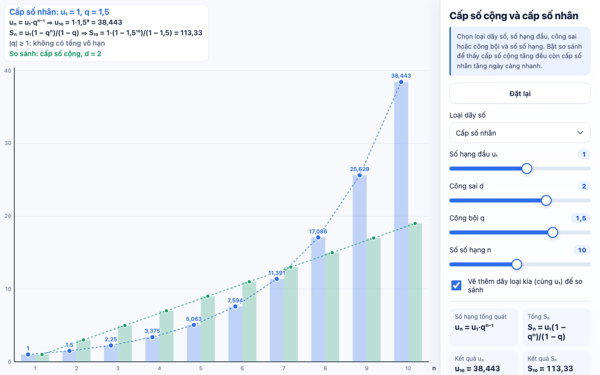 Cấp số nhân: u₁ = 1, q = 1,5
uₙ = u₁·qⁿ⁻¹ ⇒ u₁₀ = 1·1,5⁹ = 38,443
Sₙ = u₁(1 − qⁿ)/(1 − q) ⇒ S₁₀ = 1·(1 − 1,5¹⁰)/(1 − 1,5) = 113,33
|q| ≥ 1: không có tổng vô hạn
So sánh: cấp số cộng, d = 2
40
30
20
10
0
1
1,5
2,25
3,375
5,063
7,594
11,391
17,086
25,629
38,443
1 2 3 4 5 6 7 8 9 10 n
Cấp số cộng và cấp số nhân
Chọn loại dãy số, số hạng đầu, công sai
hoặc công bội và số số hạng. Bật so sánh
để thấy cấp số cộng tăng đều còn cấp số
nhân tăng ngày càng nhanh.
Đặt lại
Loại dãy số
Cấp số nhân
Số hạng đầu u₁ 1
Công sai d 2
Công bội q 1,5
Số số hạng n 10
Vẽ thêm dãy loại kia (cùng u₁) để so
sánh
Số hạng tổng quát
uₙ = u₁·qⁿ⁻¹
Tổng Sₙ
Sₙ = u₁(1 −
qⁿ)/(1 − q)
Kết quả uₙ
u₁₀ = 38,443
Kết quả Sₙ
S₁₀ = 113,33